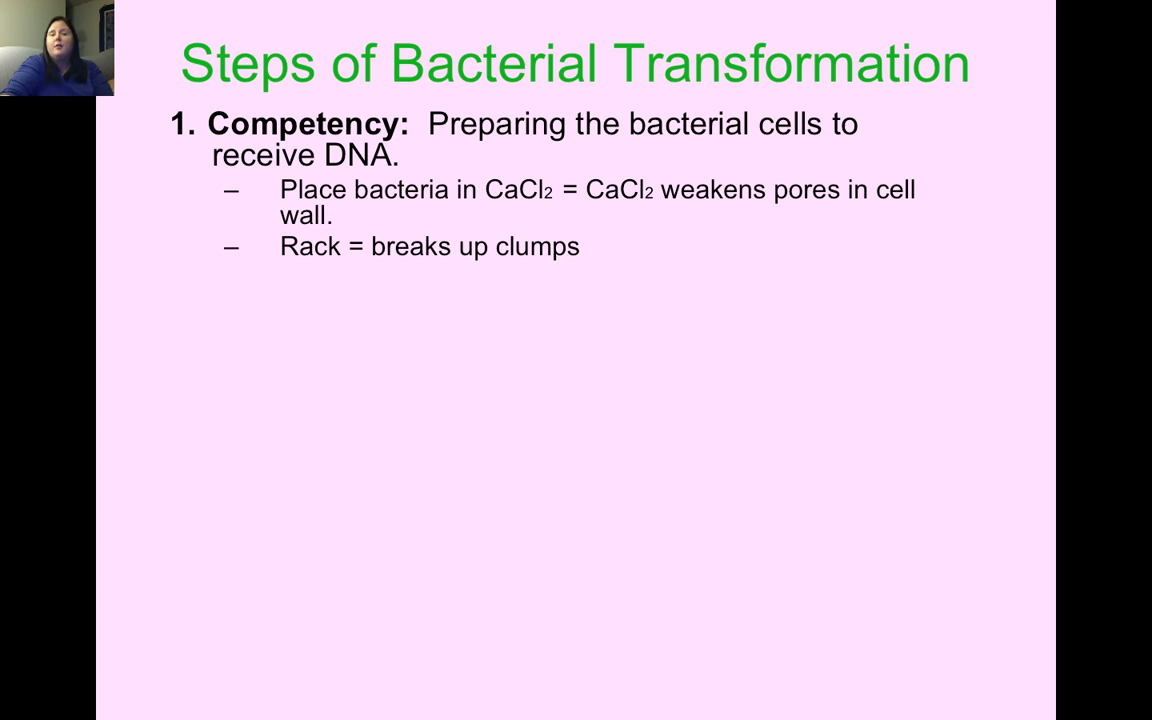 Steps of Bacterial Transformation
1. Competency: Preparing the bacterial cells to
receive DNA.
– Place bacteria in CaCl₂ = CaCl₂ weakens pores in cell
wall.
– Rack = breaks up clumps